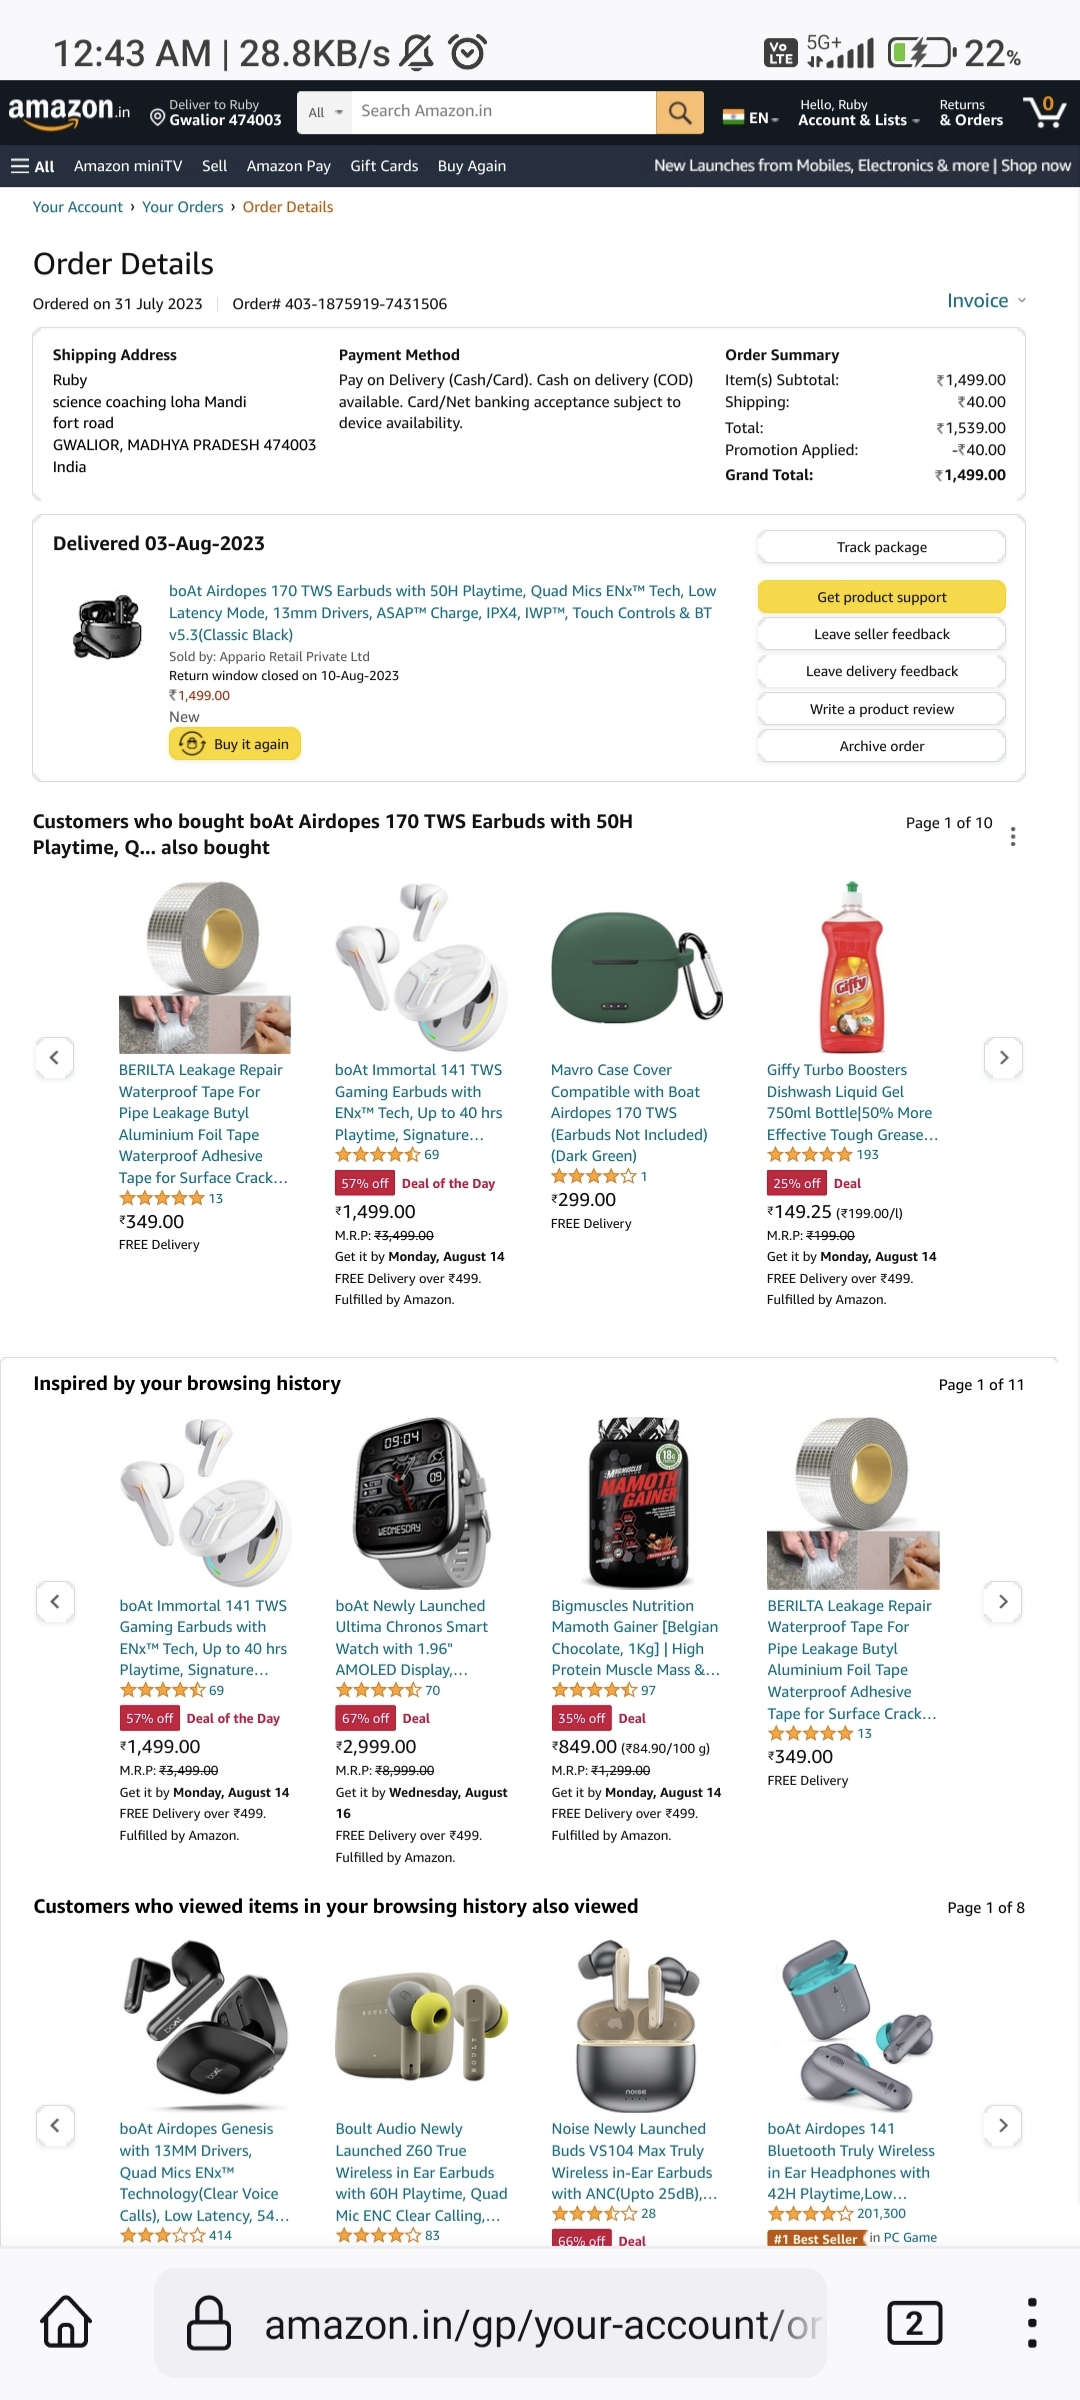 12:43 AM | 28.8KB/s
Vo LTE 5G+ 22%
amazon.in
Deliver to Ruby
Gwalior 474003
All
Search Amazon.in
EN
Hello, Ruby
Account & Lists
Returns
& Orders
0
All Amazon miniTV Sell Amazon Pay Gift Cards Buy Again
New Launches from Mobiles, Electronics & more | Shop now
Your Account › Your Orders › Order Details
Order Details
Ordered on 31 July 2023 Order# 403-1875919-7431506
Invoice
Shipping Address
Ruby
science coaching loha Mandi
fort road
GWALIOR, MADHYA PRADESH 474003
India
Payment Method
Pay on Delivery (Cash/Card). Cash on delivery (COD)
available. Card/Net banking acceptance subject to
device availability.
Order Summary
Item(s) Subtotal: ₹1,499.00
Shipping: ₹40.00
Total: ₹1,539.00
Promotion Applied: -₹40.00
Grand Total: ₹1,499.00
Delivered 03-Aug-2023
boAt Airdopes 170 TWS Earbuds with 50H Playtime, Quad Mics ENx™ Tech, Low
Latency Mode, 13mm Drivers, ASAP™ Charge, IPX4, IWP™, Touch Controls & BT
v5.3(Classic Black)
Sold by: Appario Retail Private Ltd
Return window closed on 10-Aug-2023
₹1,499.00
New
Buy it again
Track package
Get product support
Leave seller feedback
Leave delivery feedback
Write a product review
Archive order
Customers who bought boAt Airdopes 170 TWS Earbuds with 50H
Playtime, Q... also bought
Page 1 of 10
BERILTA Leakage Repair
Waterproof Tape For
Pipe Leakage Butyl
Aluminium Foil Tape
Waterproof Adhesive
Tape for Surface Crack...
13
₹349.00
FREE Delivery
boAt Immortal 141 TWS
Gaming Earbuds with
ENx™ Tech, Up to 40 hrs
Playtime, Signature...
69
57% off Deal of the Day
₹1,499.00
M.R.P: ₹3,499.00
Get it by Monday, August 14
FREE Delivery over ₹499.
Fulfilled by Amazon.
Mavro Case Cover
Compatible with Boat
Airdopes 170 TWS
(Earbuds Not Included)
(Dark Green)
1
₹299.00
FREE Delivery
Giffy
Giffy Turbo Boosters
Dishwash Liquid Gel
750ml Bottle|50% More
Effective Tough Grease...
193
25% off Deal
₹149.25 (₹199.00/l)
M.R.P: ₹199.00
Get it by Monday, August 14
FREE Delivery over ₹499.
Fulfilled by Amazon.
Inspired by your browsing history
Page 1 of 11
boAt Immortal 141 TWS
Gaming Earbuds with
ENx™ Tech, Up to 40 hrs
Playtime, Signature...
69
57% off Deal of the Day
₹1,499.00
M.R.P: ₹3,499.00
Get it by Monday, August 14
FREE Delivery over ₹499.
Fulfilled by Amazon.
09:04
09
WEDNESDAY
boAt Newly Launched
Ultima Chronos Smart
Watch with 1.96"
AMOLED Display,...
70
67% off Deal
₹2,999.00
M.R.P: ₹8,999.00
Get it by Wednesday, August
16
FREE Delivery over ₹499.
Fulfilled by Amazon.
BIGMUSCLES
18g
MAMOTH
GAINER
Bigmuscles Nutrition
Mamoth Gainer [Belgian
Chocolate, 1Kg] | High
Protein Muscle Mass &...
97
35% off Deal
₹849.00 (₹84.90/100 g)
M.R.P: ₹1,299.00
Get it by Monday, August 14
FREE Delivery over ₹499.
Fulfilled by Amazon.
BERILTA Leakage Repair
Waterproof Tape For
Pipe Leakage Butyl
Aluminium Foil Tape
Waterproof Adhesive
Tape for Surface Crack...
13
₹349.00
FREE Delivery
Customers who viewed items in your browsing history also viewed
Page 1 of 8
boAt Airdopes Genesis
with 13MM Drivers,
Quad Mics ENx™
Technology(Clear Voice
Calls), Low Latency, 54...
414
BOULT
Boult Audio Newly
Launched Z60 True
Wireless in Ear Earbuds
with 60H Playtime, Quad
Mic ENC Clear Calling,...
83
noise
Noise Newly Launched
Buds VS104 Max Truly
Wireless in-Ear Earbuds
with ANC(Upto 25dB),...
28
66% off Deal
boAt Airdopes 141
Bluetooth Truly Wireless
in Ear Headphones with
42H Playtime,Low...
201,300
#1 Best Seller in PC Game
amazon.in/gp/your-account/or
2